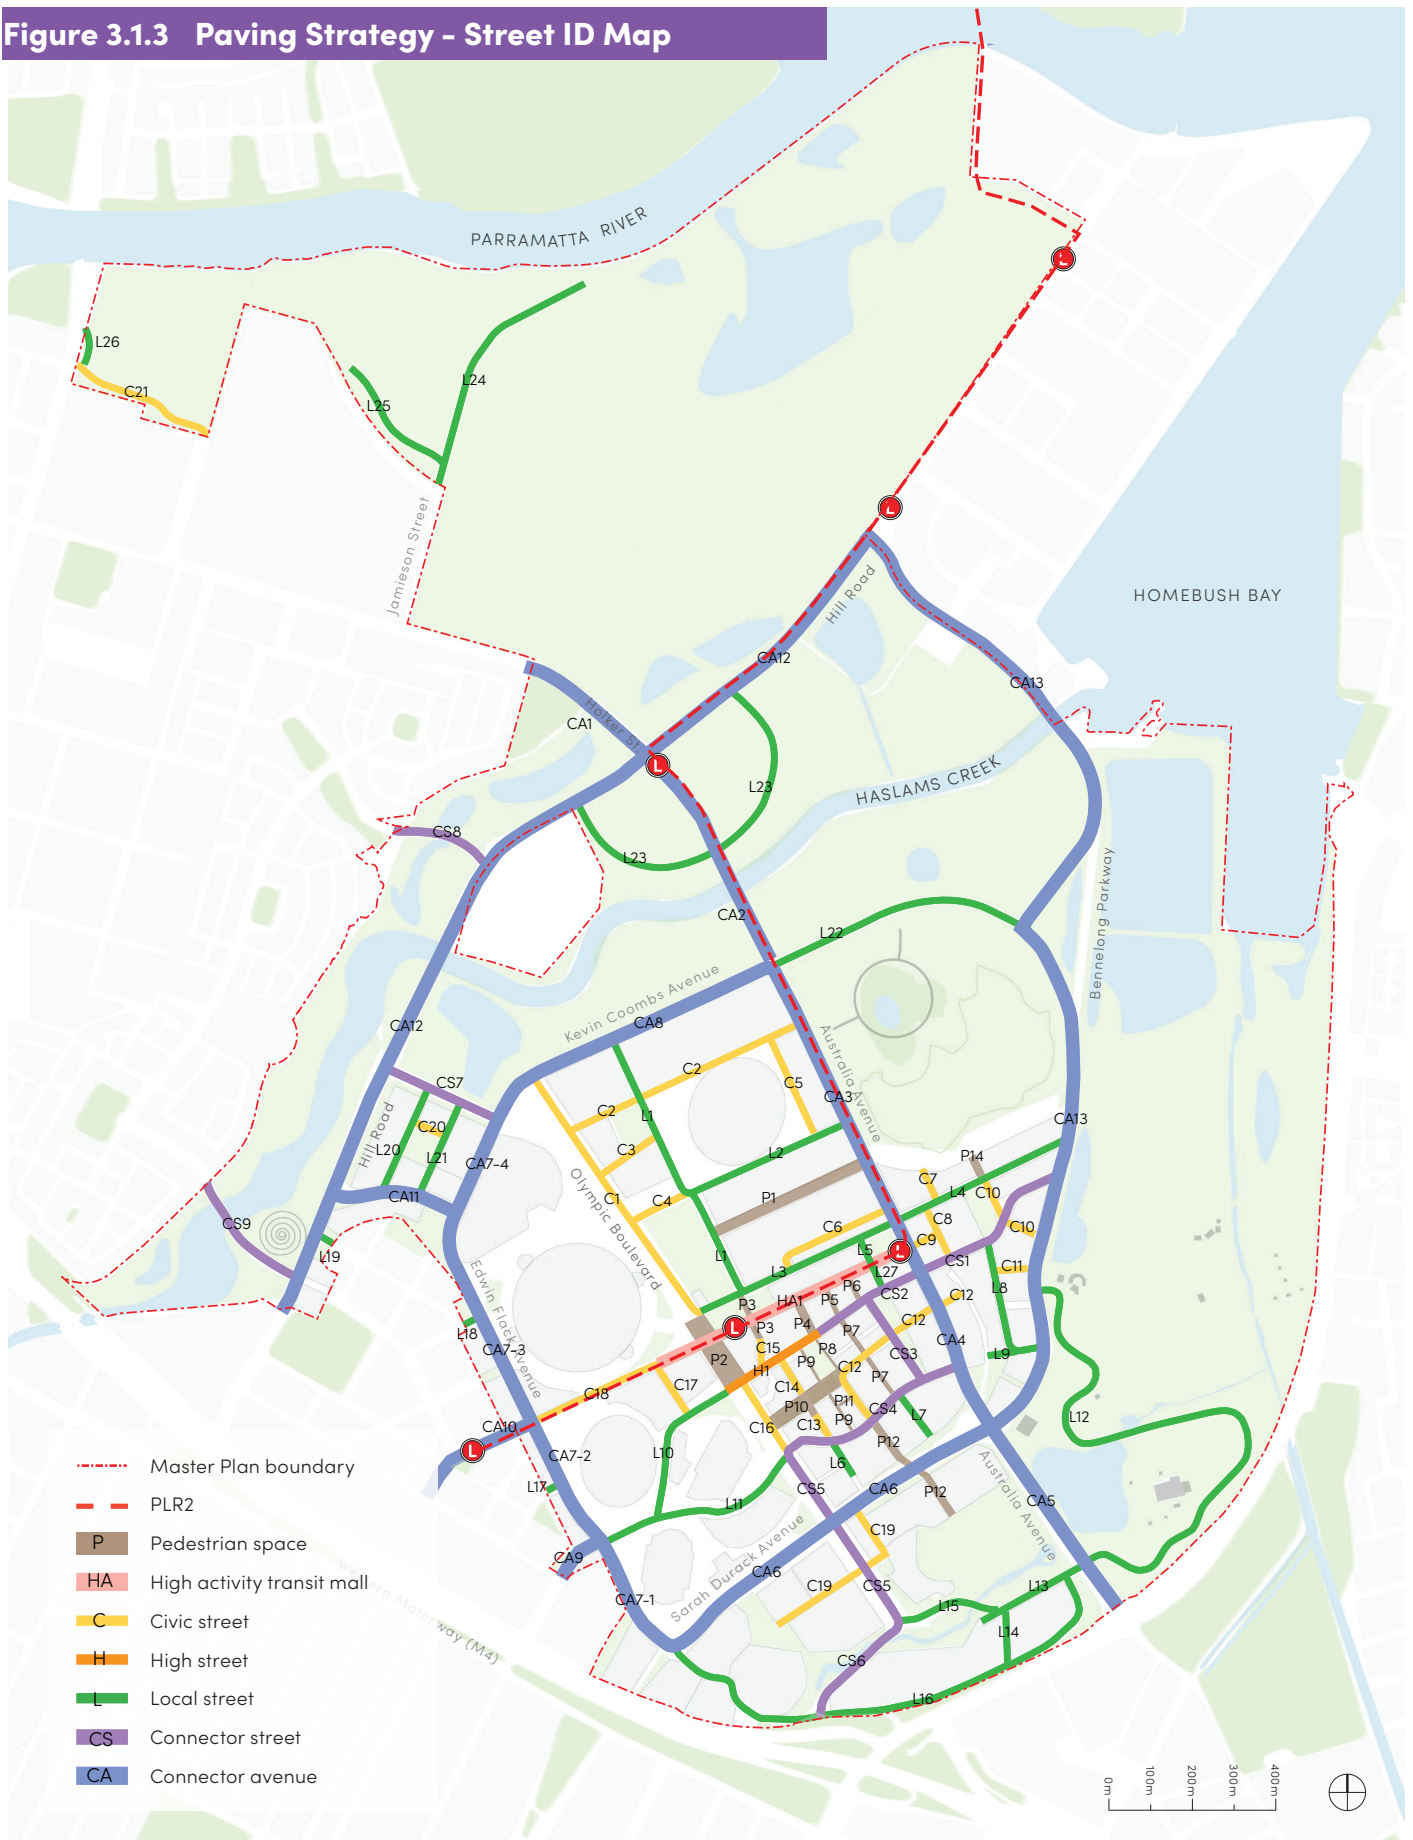 Figure 3.1.3 Paving Strategy - Street ID Map
PARRAMATTA RIVER
L
L26
C21
L24
L25
L
Jamieson Street
HOMEBUSH BAY
Hill Road
CA12
CA13
Holker St.
CA1
L
L23
HASLAMS CREEK
CS8
L23
Bennelong Parkway
CA2
L22
Kevin Coombs Avenue
CA8
CA12
Australia Avenue
C2
CS7
C5
CA3
C2
L1
CA13
Hill Road
C20
C3
L20
L21
CA7-4
L2
P14
Olympic Boulevard
C7
L4
C10
CA11
C1
C4
P1
CS9
C6
C8
C10
C9
L19
L1
L5
L
CS1
Edwin Flack Avenue
L3
L27
C11
P6
L8
HA1
P5
CS2
C12
P3
L18
L
P3
P4
P7
C12
CA7-3
C15
P8
CA4
P2
P9
CS3
L9
H1
C12
C18
C17
C14
P7
P10
P11
CS4
L7
L12
CA10
C16
C13
P9
L
CA7-2
L10
P12
Master Plan boundary
L6
Australia Avenue
L17
CS5
CA6
P12
PLR2
L11
CA5
P
Pedestrian space
C19
CA9
Sarah Durack Avenue
HA
High activity transit mall
CA6
C19
CS5
L13
Western Motorway (M4)
CA7-1
L15
C
Civic street
L14
H
High street
CS6
L
Local street
L16
CS
Connector street
CA
Connector avenue
0m
100m
200m
300m
400m